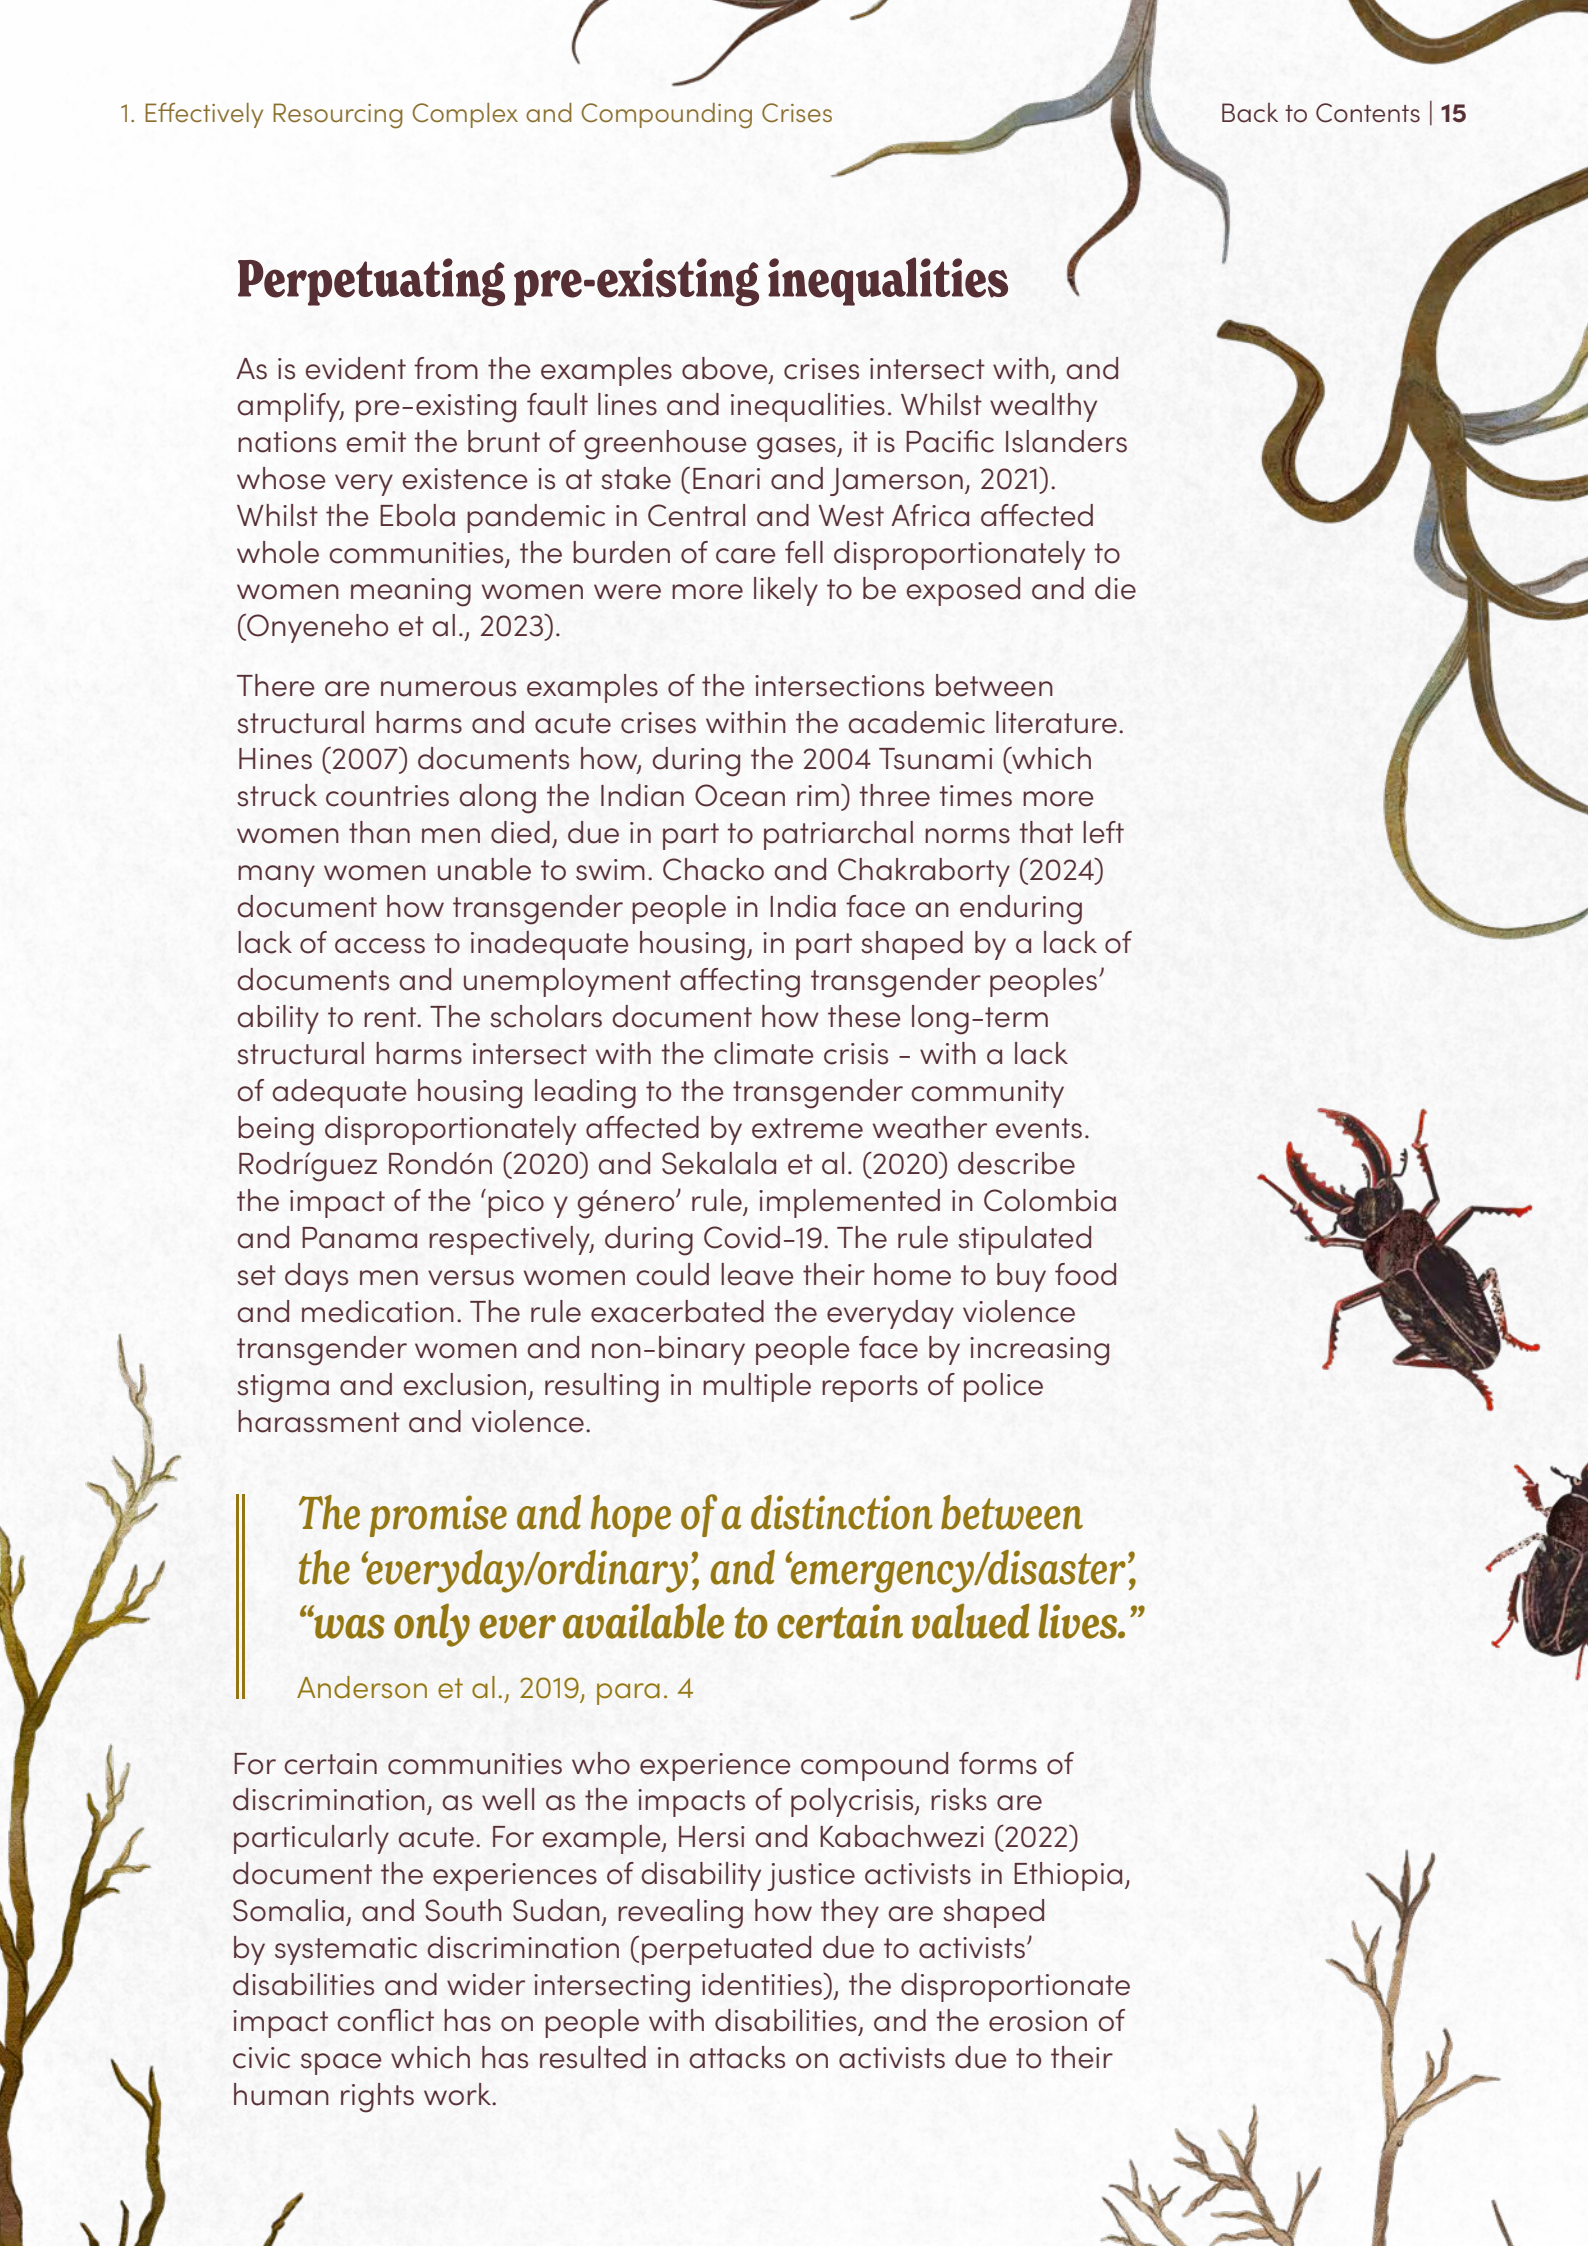 1. Effectively Resourcing Complex and Compounding Crises
Back to Contents | 15
Perpetuating pre-existing inequalities
As is evident from the examples above, crises intersect with, and
amplify, pre-existing fault lines and inequalities. Whilst wealthy
nations emit the brunt of greenhouse gases, it is Pacific Islanders
whose very existence is at stake (Enari and Jamerson, 2021).
Whilst the Ebola pandemic in Central and West Africa affected
whole communities, the burden of care fell disproportionately to
women meaning women were more likely to be exposed and die
(Onyeneho et al., 2023).
There are numerous examples of the intersections between
structural harms and acute crises within the academic literature.
Hines (2007) documents how, during the 2004 Tsunami (which
struck countries along the Indian Ocean rim) three times more
women than men died, due in part to patriarchal norms that left
many women unable to swim. Chacko and Chakraborty (2024)
document how transgender people in India face an enduring
lack of access to inadequate housing, in part shaped by a lack of
documents and unemployment affecting transgender peoples’
ability to rent. The scholars document how these long-term
structural harms intersect with the climate crisis - with a lack
of adequate housing leading to the transgender community
being disproportionately affected by extreme weather events.
Rodríguez Rondón (2020) and Sekalala et al. (2020) describe
the impact of the ‘pico y género’ rule, implemented in Colombia
and Panama respectively, during Covid-19. The rule stipulated
set days men versus women could leave their home to buy food
and medication. The rule exacerbated the everyday violence
transgender women and non-binary people face by increasing
stigma and exclusion, resulting in multiple reports of police
harassment and violence.
The promise and hope of a distinction between
the ‘everyday/ordinary’, and ‘emergency/disaster’,
“was only ever available to certain valued lives.”
Anderson et al., 2019, para. 4
For certain communities who experience compound forms of
discrimination, as well as the impacts of polycrisis, risks are
particularly acute. For example, Hersi and Kabachwezi (2022)
document the experiences of disability justice activists in Ethiopia,
Somalia, and South Sudan, revealing how they are shaped
by systematic discrimination (perpetuated due to activists’
disabilities and wider intersecting identities), the disproportionate
impact conflict has on people with disabilities, and the erosion of
civic space which has resulted in attacks on activists due to their
human rights work.